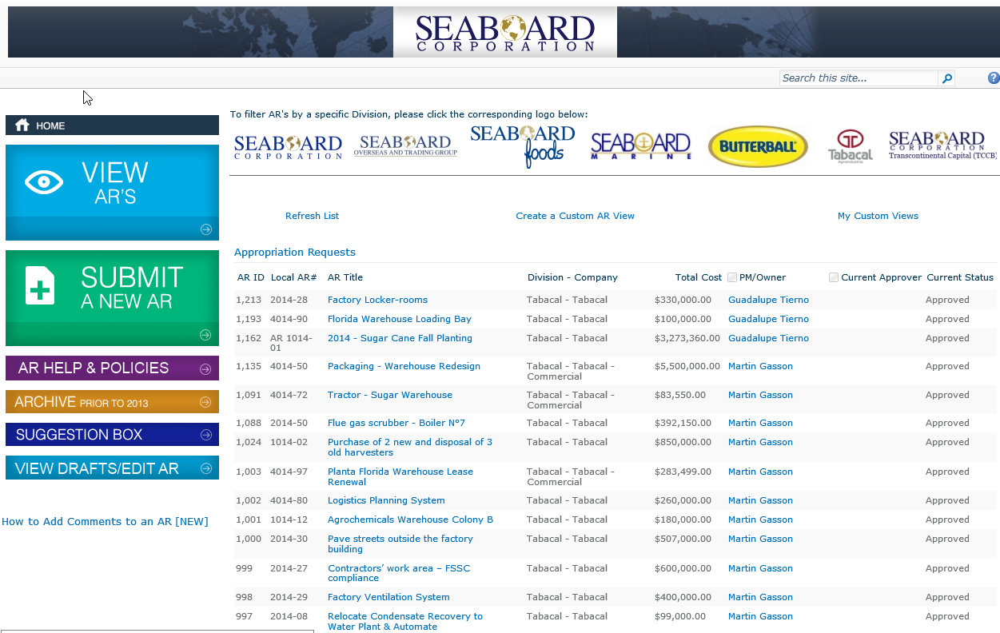 SEABOARD
CORPORATION
Search this site...
HOME
VIEW
AR'S
SUBMIT
A NEW AR
AR HELP & POLICIES
ARCHIVE PRIOR TO 2013
SUGGESTION BOX
VIEW DRAFTS/EDIT AR
How to Add Comments to an AR [NEW]
To filter AR's by a specific Division, please click the corresponding logo below:
SEABOARD CORPORATION
SEABOARD OVERSEAS AND TRADING GROUP
SEABOARD foods
SEABOARD MARINE
BUTTERBALL
Tabacal Agroindustria
SEABOARD CORPORATION Transcontinental Capital (TCCB)
Refresh List Create a Custom AR View My Custom Views
Appropriation Requests
AR ID Local AR# AR Title Division - Company Total Cost PM/Owner Current Approver Current Status
1,213 2014-28 Factory Locker-rooms Tabacal - Tabacal $330,000.00 Guadalupe Tierno Approved
1,193 4014-90 Florida Warehouse Loading Bay Tabacal - Tabacal $100,000.00 Guadalupe Tierno Approved
1,162 AR 1014- 2014 - Sugar Cane Fall Planting Tabacal - Tabacal $3,273,360.00 Guadalupe Tierno Approved
01
1,135 4014-50 Packaging - Warehouse Redesign Tabacal - Tabacal - $5,500,000.00 Martin Gasson Approved
Commercial
1,091 4014-72 Tractor - Sugar Warehouse Tabacal - Tabacal - $83,550.00 Martin Gasson Approved
Commercial
1,088 2014-50 Flue gas scrubber - Boiler Nº7 Tabacal - Tabacal $392,150.00 Martin Gasson Approved
1,024 1014-02 Purchase of 2 new and disposal of 3 Tabacal - Tabacal $850,000.00 Martin Gasson Approved
old harvesters
1,003 4014-97 Planta Florida Warehouse Lease Tabacal - Tabacal - $283,499.00 Martin Gasson Approved
Renewal Commercial
1,002 4014-80 Logistics Planning System Tabacal - Tabacal $260,000.00 Martin Gasson Approved
1,001 1014-12 Agrochemicals Warehouse Colony B Tabacal - Tabacal $180,000.00 Martin Gasson Approved
1,000 2014-30 Pave streets outside the factory Tabacal - Tabacal $507,000.00 Martin Gasson Approved
building
999 2014-27 Contractors’ work area – FSSC Tabacal - Tabacal $600,000.00 Martin Gasson Approved
compliance
998 2014-29 Factory Ventilation System Tabacal - Tabacal $400,000.00 Martin Gasson Approved
997 2014-08 Relocate Condensate Recovery to Tabacal - Tabacal $99,000.00 Martin Gasson Approved
Water Plant & Automate